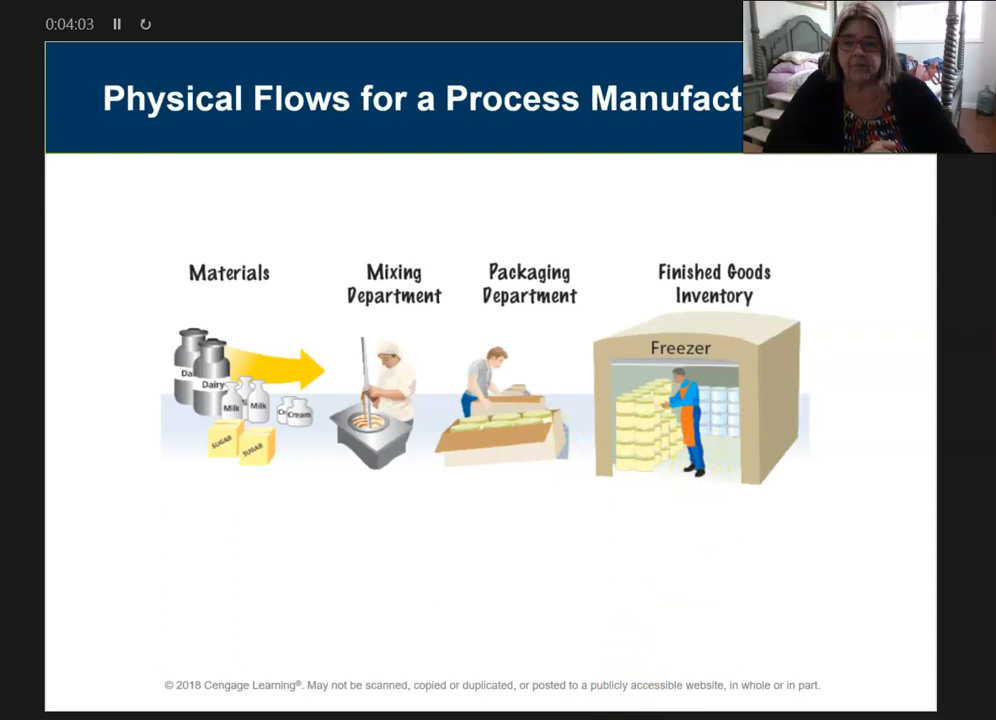 0:04:03
Physical Flows for a Process Manufact
Materials
Mixing
Department
Packaging
Department
Finished Goods
Inventory
Freezer
Dairy
Milk
Milk
Cream
SUGAR
SUGAR
© 2018 Cengage Learning®. May not be scanned, copied or duplicated, or posted to a publicly accessible website, in whole or in part.